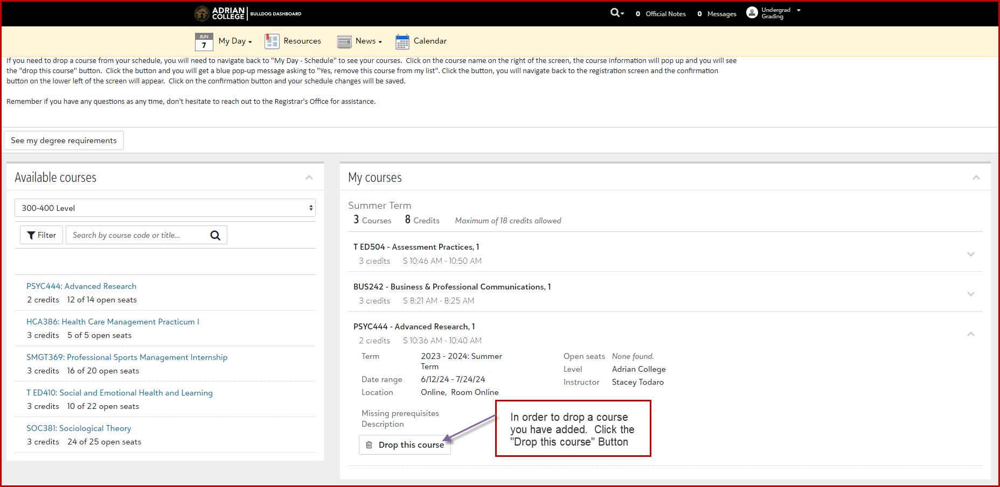 ADRIAN COLLEGE BULLDOG DASHBOARD
0 Official Notes 0 Messages Undergrad Grading
JUN 7 My Day Resources News Calendar
If you need to drop a course from your schedule, you will need to navigate back to "My Day - Schedule" to see your courses.  Click on the course name on the right of the screen, the course information will pop up and you will see
the "drop this course" button.  Click the button and you will get a blue pop-up message asking to "Yes, remove this course from my list". Click the button, you will navigate back to the registration screen and the confirmation
button on the lower left of the screen will appear.  Click on the confirmation button and your schedule changes will be saved.
Remember if you have any questions as any time, don't hesitate to reach out to the Registrar's Office for assistance.
See my degree requirements
Available courses
300-400 Level
Filter Search by course code or title...
PSYC444: Advanced Research
2 credits 12 of 14 open seats
HCA386: Health Care Management Practicum I
3 credits 5 of 5 open seats
SMGT369: Professional Sports Management Internship
3 credits 16 of 20 open seats
T ED410: Social and Emotional Health and Learning
3 credits 10 of 22 open seats
SOC381: Sociological Theory
3 credits 24 of 25 open seats
My courses
Summer Term
3 Courses 8 Credits Maximum of 18 credits allowed
T ED504 - Assessment Practices, 1
3 credits S 10:46 AM - 10:50 AM
BUS242 - Business & Professional Communications, 1
3 credits S 8:21 AM - 8:25 AM
PSYC444 - Advanced Research, 1
2 credits S 10:36 AM - 10:40 AM
Term 2023 - 2024: Summer
Term
Date range 6/12/24 - 7/24/24
Location Online, Room Online
Open seats None found.
Level Adrian College
Instructor Stacey Todaro
Missing prerequisites
Description
Drop this course
In order to drop a course
you have added.  Click the
"Drop this course" Button